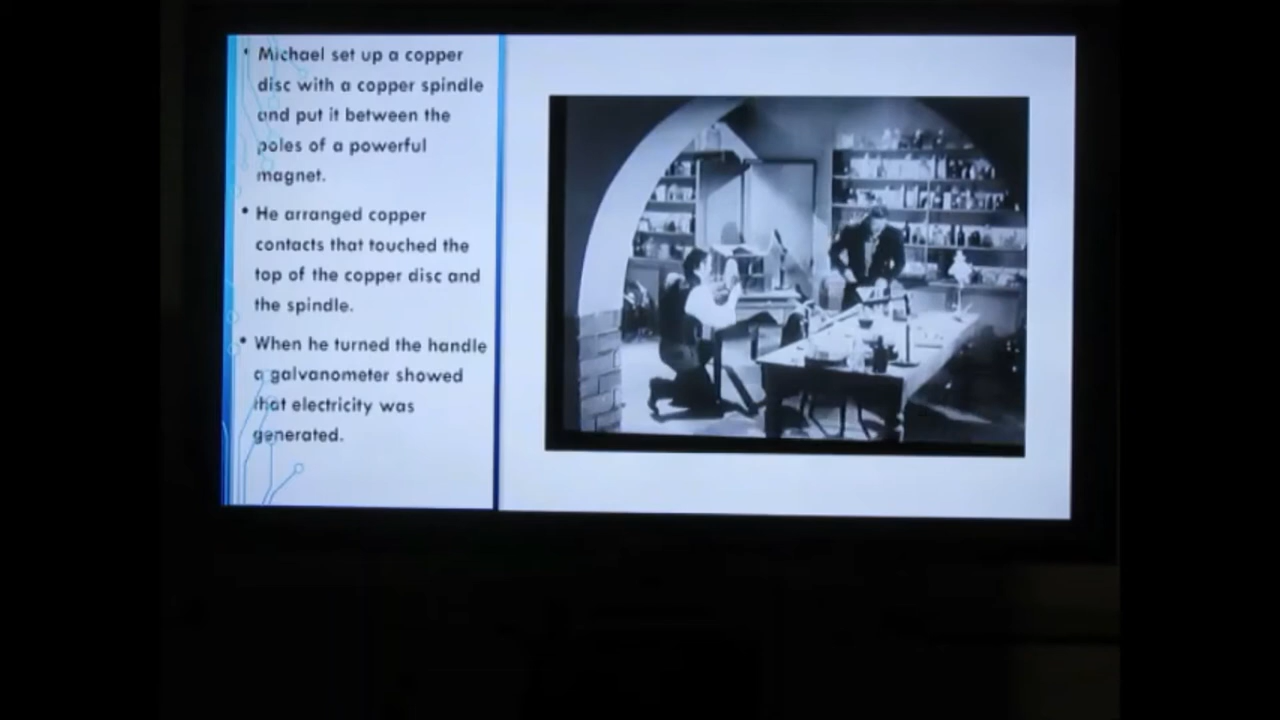 • Michael set up a copper
disc with a copper spindle
and put it between the
poles of a powerful
magnet.
• He arranged copper
contacts that touched the
top of the copper disc and
the spindle.
• When he turned the handle
a galvanometer showed
that electricity was
generated.